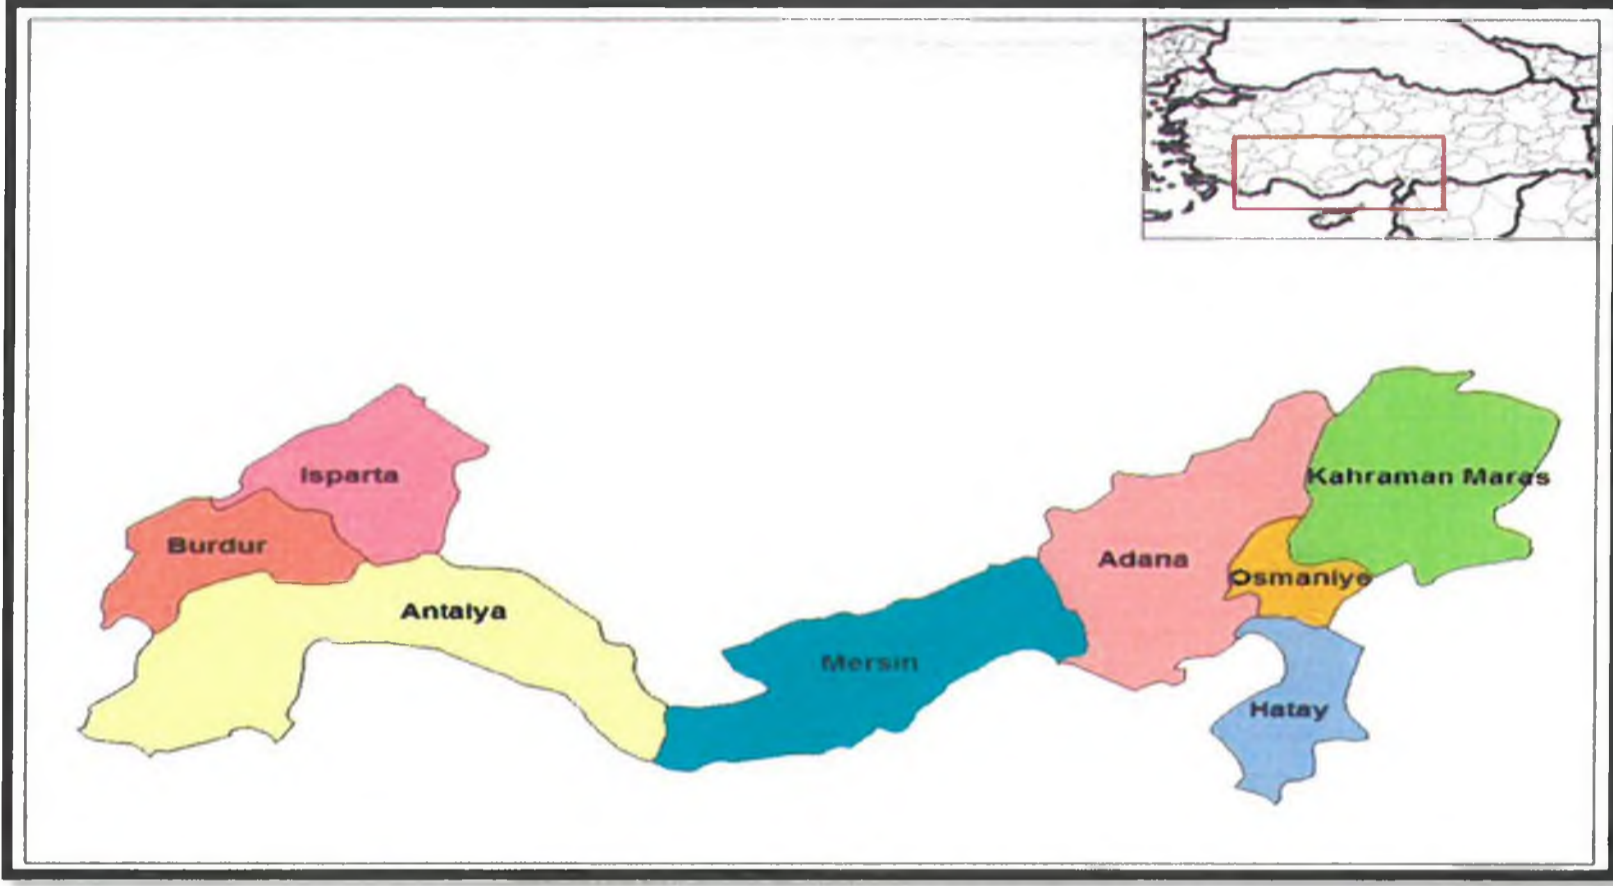 Isparta
Kahraman Maras
Burdur
Adana
Osmaniye
Antalya
Mersin
Hatay